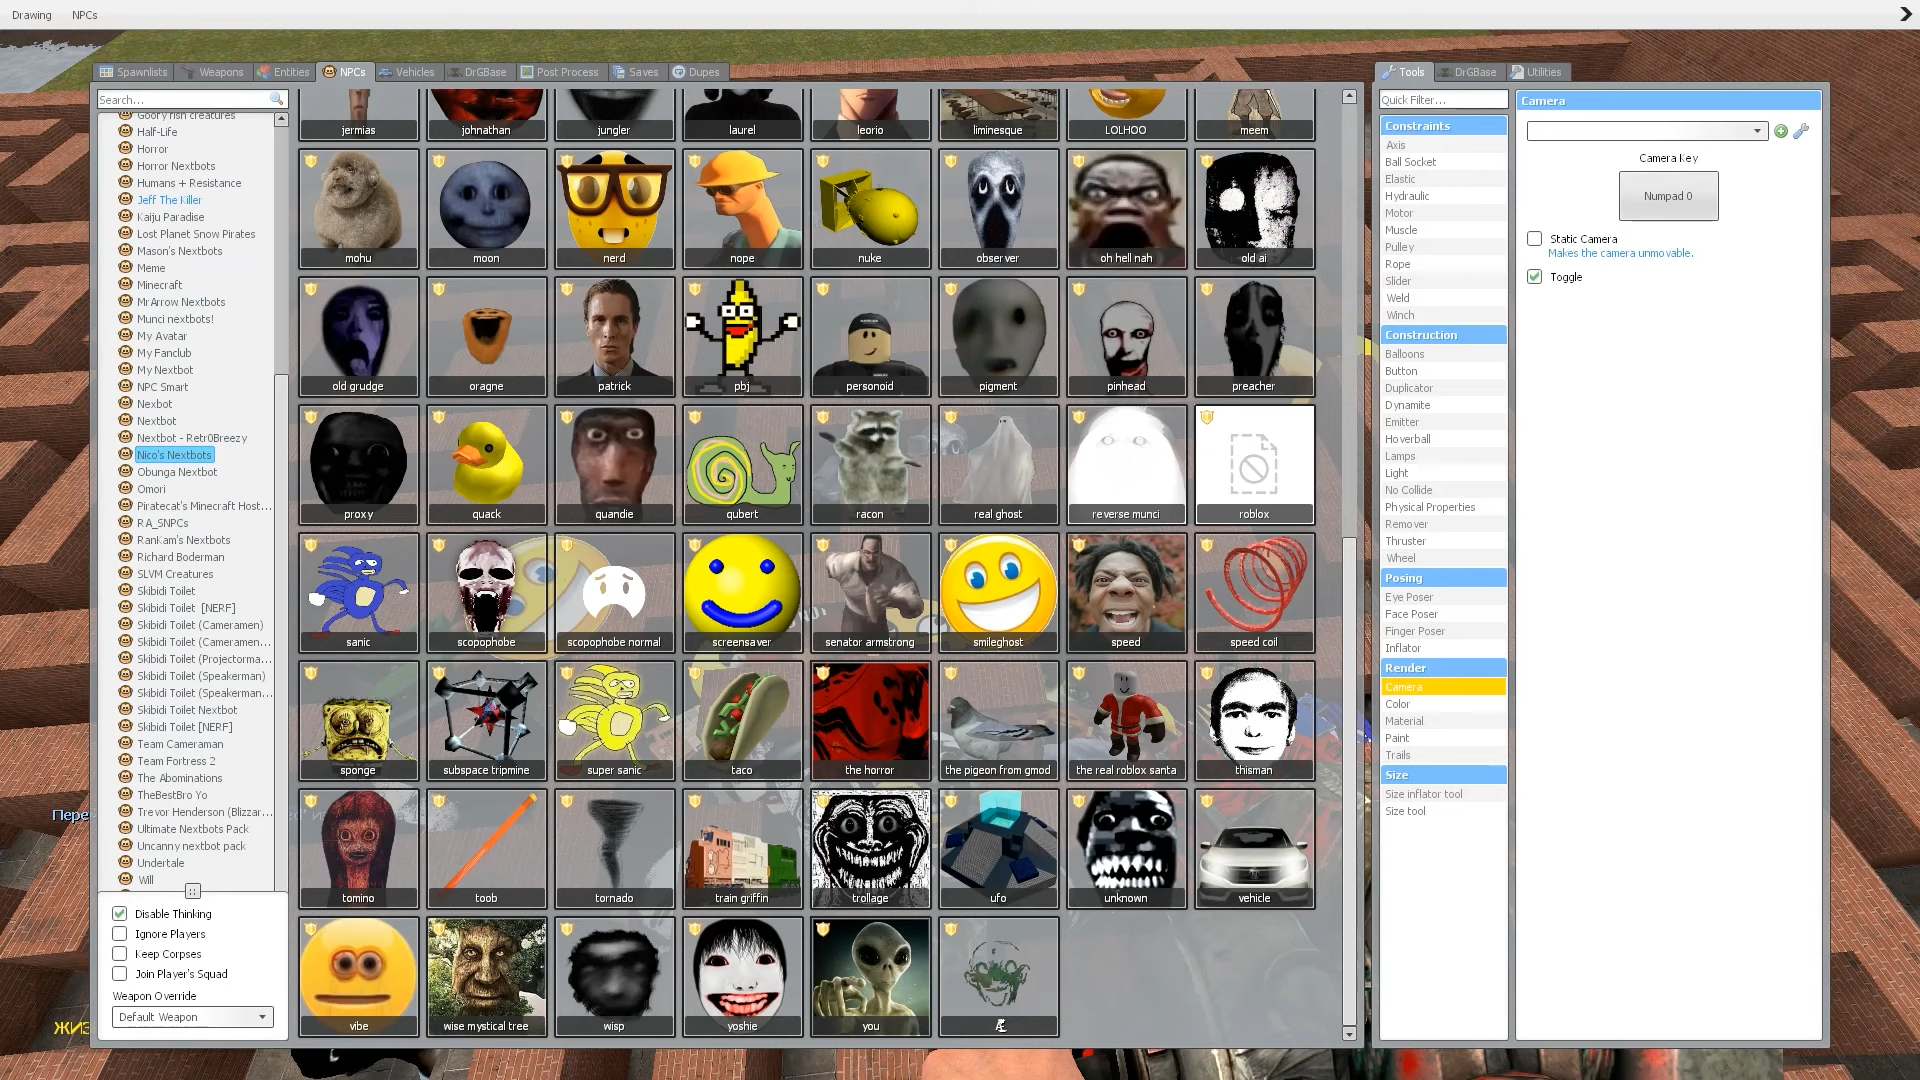 Drawing NPCs
Spawnlists Weapons Entities NPCs Vehicles DrGBase Post Process Saves Dupes
Search...
Goofy fish creatures
Half-Life
Horror
Horror Nextbots
Humans + Resistance
Jeff The Killer
Kaiju Paradise
Lost Planet Snow Pirates
Mason's Nextbots
Meme
Minecraft
MrArrow Nextbots
Munci nextbots!
My Avatar
My Fanclub
My Nextbot
NPC Smart
Nexbot
Nextbot
Nextbot - Retr0Breezy
Nico's Nextbots
Obunga Nextbot
Omori
Piratecat's Minecraft Host...
RA_SNPCs
RanKam's Nextbots
Richard Boderman
SLVM Creatures
Skibidi Toilet
Skibidi Toilet  [NERF]
Skibidi Toilet (Cameramen)
Skibidi Toilet (Cameramen...
Skibidi Toilet (Projectorma...
Skibidi Toilet (Speakerman)
Skibidi Toilet (Speakerman...
Skibidi Toilet Nextbot
Skibidi Toilet [NERF]
Team Cameraman
Team Fortress 2
The Abominations
TheBestBro Yo
Trevor Henderson (Blizzar...
Ultimate Nextbots Pack
Uncanny nextbot pack
Undertale
Will
Disable Thinking
Ignore Players
Keep Corpses
Join Player's Squad
Weapon Override
Default Weapon
jermias johnathan jungler laurel leorio liminesque LOLHOO meem
mohu moon nerd nope nuke observer oh hell nah old ai
old grudge oragne patrick pbj personoid pigment pinhead preacher
proxy quack quandie qubert racon real ghost reverse munci roblox
sanic scopophobe scopophobe normal screensaver senator armstrong smileghost speed speed coil
sponge subspace tripmine super sanic taco the horror the pigeon from gmod the real roblox santa thisman
tomino toob tornado train griffin trollage ufo unknown vehicle
vibe wise mystical tree wisp yoshie you Æ
Пере
ЖИЗ
Tools DrGBase Utilities
Quick Filter...
Constraints
Axis
Ball Socket
Elastic
Hydraulic
Motor
Muscle
Pulley
Rope
Slider
Weld
Winch
Construction
Balloons
Button
Duplicator
Dynamite
Emitter
Hoverball
Lamps
Light
No Collide
Physical Properties
Remover
Thruster
Wheel
Posing
Eye Poser
Face Poser
Finger Poser
Inflator
Render
Camera
Color
Material
Paint
Trails
Size
Size inflator tool
Size tool
Camera
Camera Key
Numpad 0
Static Camera
Makes the camera unmovable.
Toggle